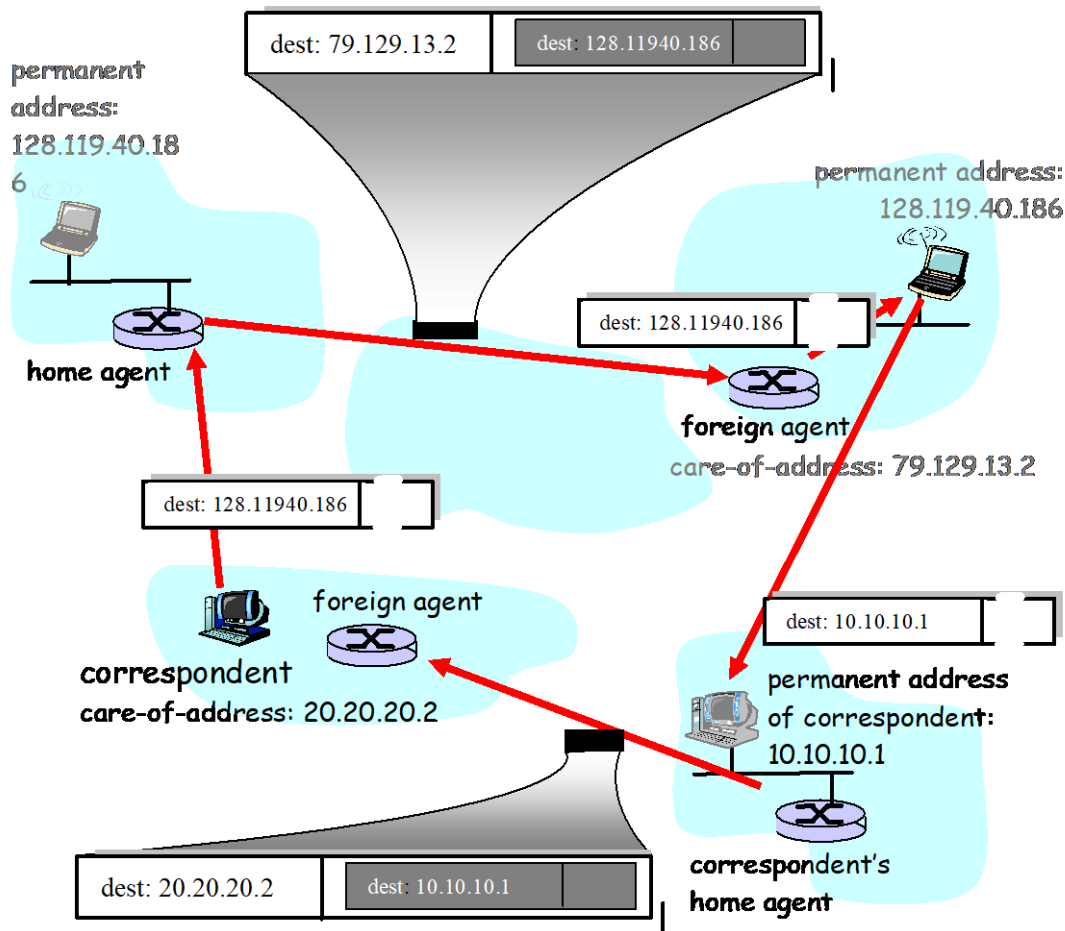 dest: 79.129.13.2
dest: 128.11940.186
permanent
address:
128.119.40.18
6
permanent address:
128.119.40.186
dest: 128.11940.186
home agent
foreign agent
care-of-address: 79.129.13.2
dest: 128.11940.186
foreign agent
dest: 10.10.10.1
correspondent
care-of-address: 20.20.20.2
permanent address
of correspondent:
10.10.10.1
dest: 20.20.20.2
dest: 10.10.10.1
correspondent's
home agent